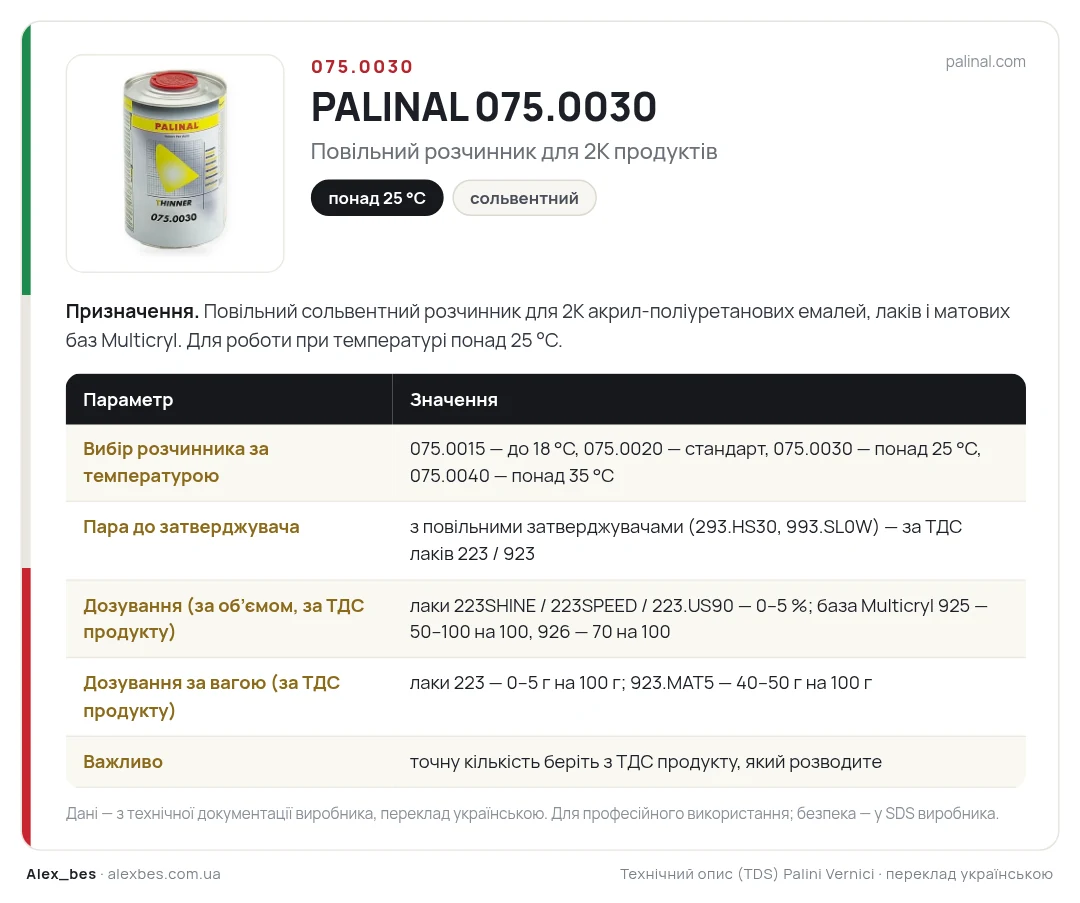 075.0030
palinal.com
PALINAL 075.0030
Повільний розчинник для 2К продуктів
понад 25 °C
сольвентний
PALINAL
THINNER
075.0030
Призначення. Повільний сольвентний розчинник для 2К акрил-поліуретанових емалей, лаків і матових
баз Multicryl. Для роботи при температурі понад 25 °C.
Параметр
Значення
Вибір розчинника за
температурою
075.0015 — до 18 °C, 075.0020 — стандарт, 075.0030 — понад 25 °C,
075.0040 — понад 35 °C
Пара до затверджувача
з повільними затверджувачами (293.HS30, 993.SL0W) — за ТДС
лаків 223 / 923
Дозування (за об’ємом, за ТДС
продукту)
лаки 223SHINE / 223SPEED / 223.US90 — 0–5 %; база Multicryl 925 —
50–100 на 100, 926 — 70 на 100
Дозування за вагою (за ТДС
продукту)
лаки 223 — 0–5 г на 100 г; 923.MAT5 — 40–50 г на 100 г
Важливо
точну кількість беріть з ТДС продукту, який розводите
Дані — з технічної документації виробника, переклад українською. Для професійного використання; безпека — у SDS виробника.
Alex_bes · alexbes.com.ua
Технічний опис (TDS) Palini Vernici · переклад українською